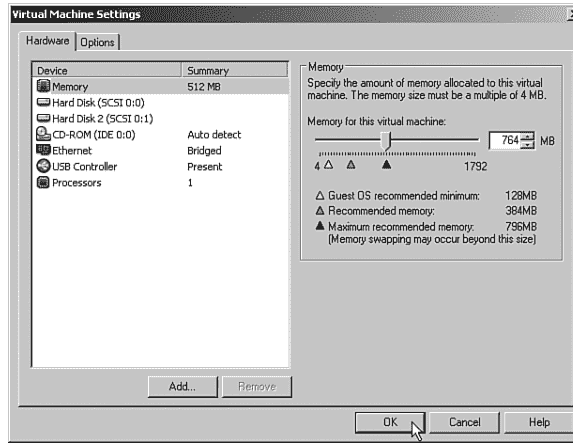 Virtual Machine Settings
Hardware Options
Device Summary
Memory 512 MB
Hard Disk (SCSI 0:0)
Hard Disk 2 (SCSI 0:1)
CD-ROM (IDE 0:0) Auto detect
Ethernet Bridged
USB Controller Present
Processors 1
Add... Remove
Memory
Specify the amount of memory allocated to this virtual
machine. The memory size must be a multiple of 4 MB.
Memory for this virtual machine:
764 MB
4 1792
Guest OS recommended minimum: 128MB
Recommended memory: 384MB
Maximum recommended memory: 796MB
(Memory swapping may occur beyond this size)
OK Cancel Help